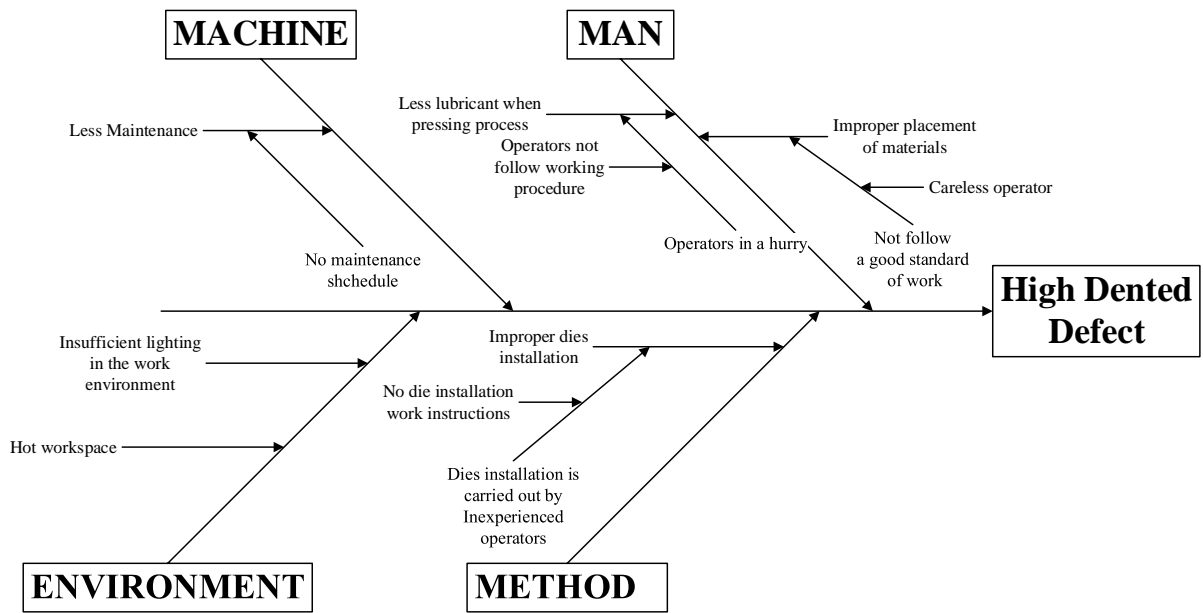 MACHINE
MAN
Less Maintenance
No maintenance
shchedule
Less lubricant when
pressing process
Operators not
follow working
procedure
Operators in a hurry
Improper placement
of materials
Careless operator
Not follow
a good standard
of work
High Dented
Defect
Insufficient lighting
in the work
environment
Hot workspace
Improper dies
installation
No die installation
work instructions
Dies installation is
carried out by
Inexperienced
operators
ENVIRONMENT
METHOD